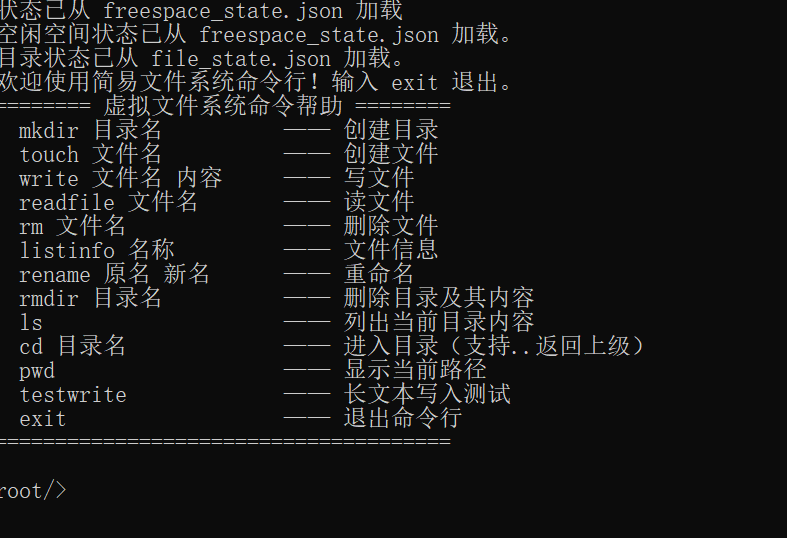 状态已从 freespace_state.json 加载
空闲空间状态已从 freespace_state.json 加载。
目录状态已从 file_state.json 加载。
欢迎使用简易文件系统命令行！输入 exit 退出。
======== 虚拟文件系统命令帮助 ========
mkdir 目录名 —— 创建目录
touch 文件名 —— 创建文件
write 文件名 内容 —— 写文件
readfile 文件名 —— 读文件
rm 文件名 —— 删除文件
listinfo 名称 —— 文件信息
rename 原名 新名 —— 重命名
rmdir 目录名 —— 删除目录及其内容
ls —— 列出当前目录内容
cd 目录名 —— 进入目录（支持..返回上级）
pwd —— 显示当前路径
testwrite —— 长文本写入测试
exit —— 退出命令行
======================================
root/>